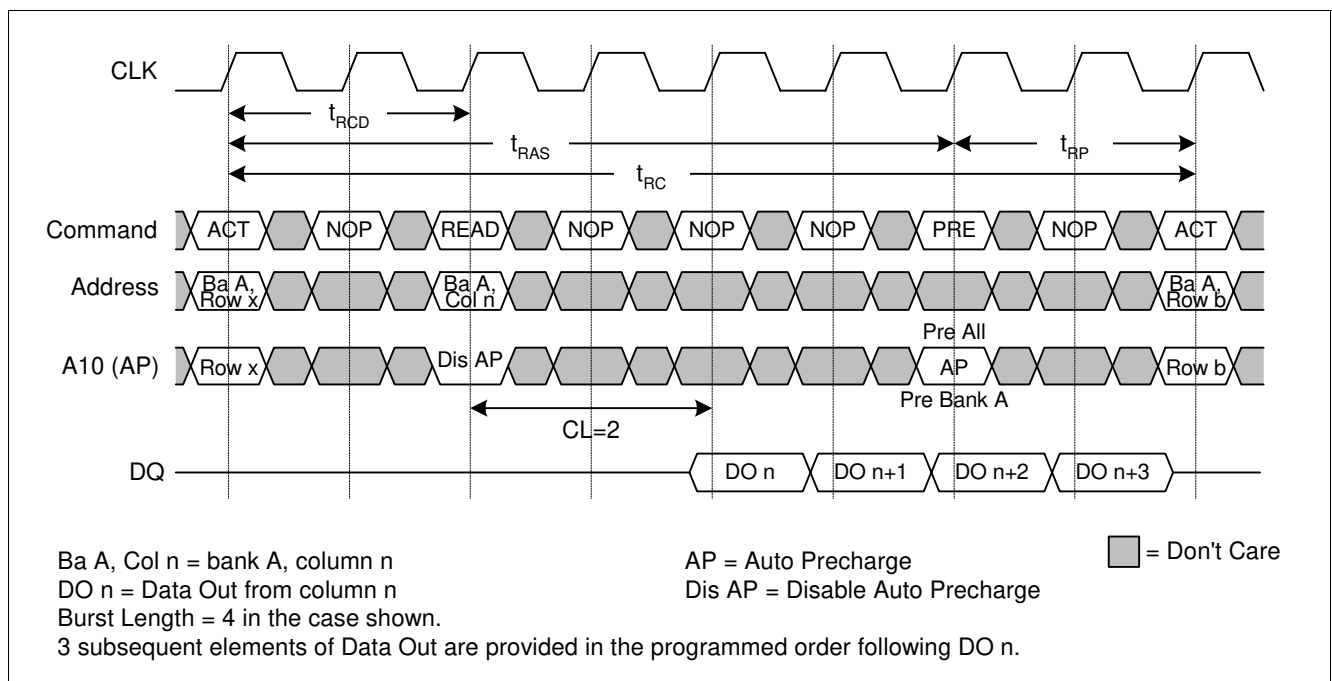 CLK
tRCD
tRAS
tRP
tRC
Command ACT NOP READ NOP NOP NOP PRE NOP ACT
Address Ba A, Row x Ba A, Col n Ba A, Row b
Pre All
A10 (AP) Row x Dis AP AP Row b
Pre Bank A
CL=2
DQ DO n DO n+1 DO n+2 DO n+3
Ba A, Col n = bank A, column n
DO n = Data Out from column n
Burst Length = 4 in the case shown.
3 subsequent elements of Data Out are provided in the programmed order following DO n.
AP = Auto Precharge
Dis AP = Disable Auto Precharge
= Don't Care